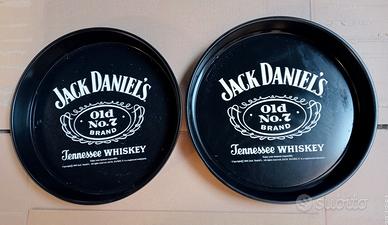 JACK DANIEL'S
Old
No. 7
BRAND
Tennessee WHISKEY
JACK DANIEL'S
Old
No. 7
BRAND
Tennessee WHISKEY
subito